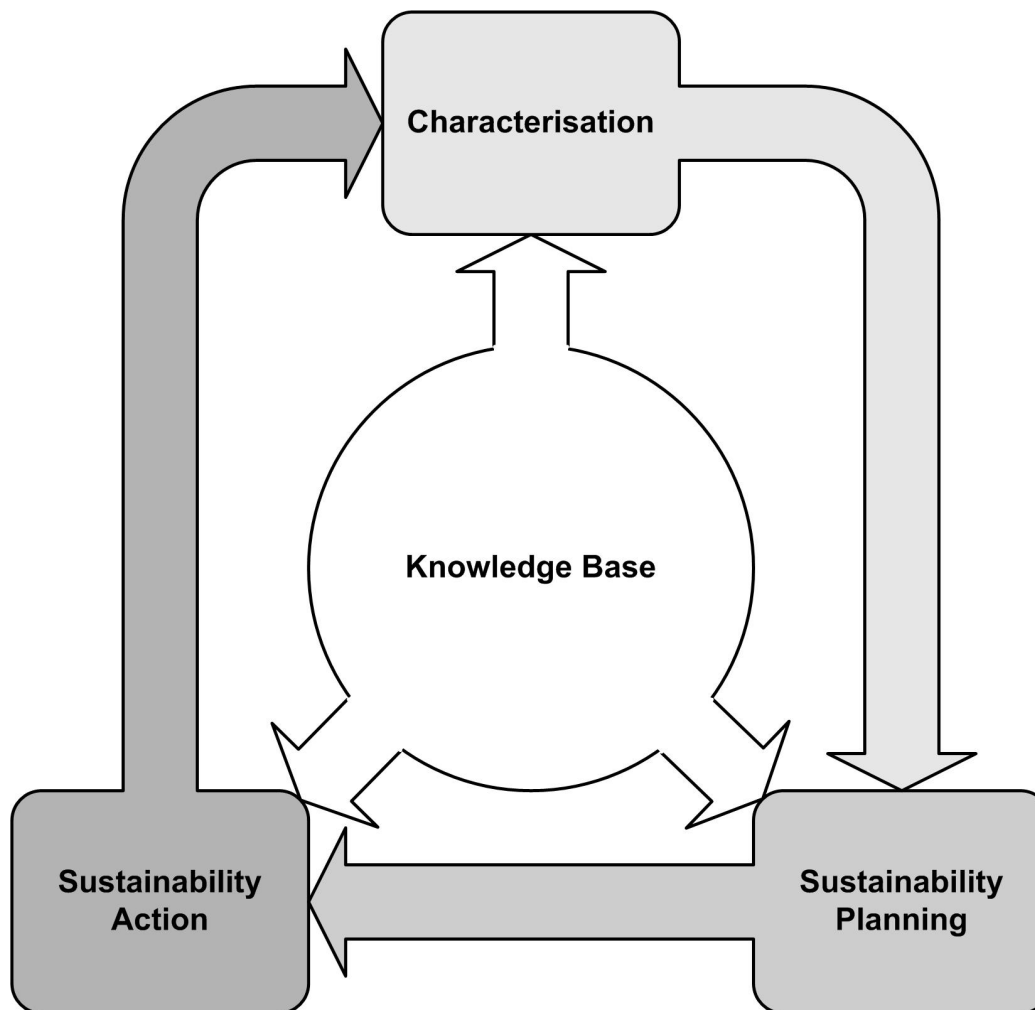 Characterisation
Knowledge Base
Sustainability
Action
Sustainability
Planning